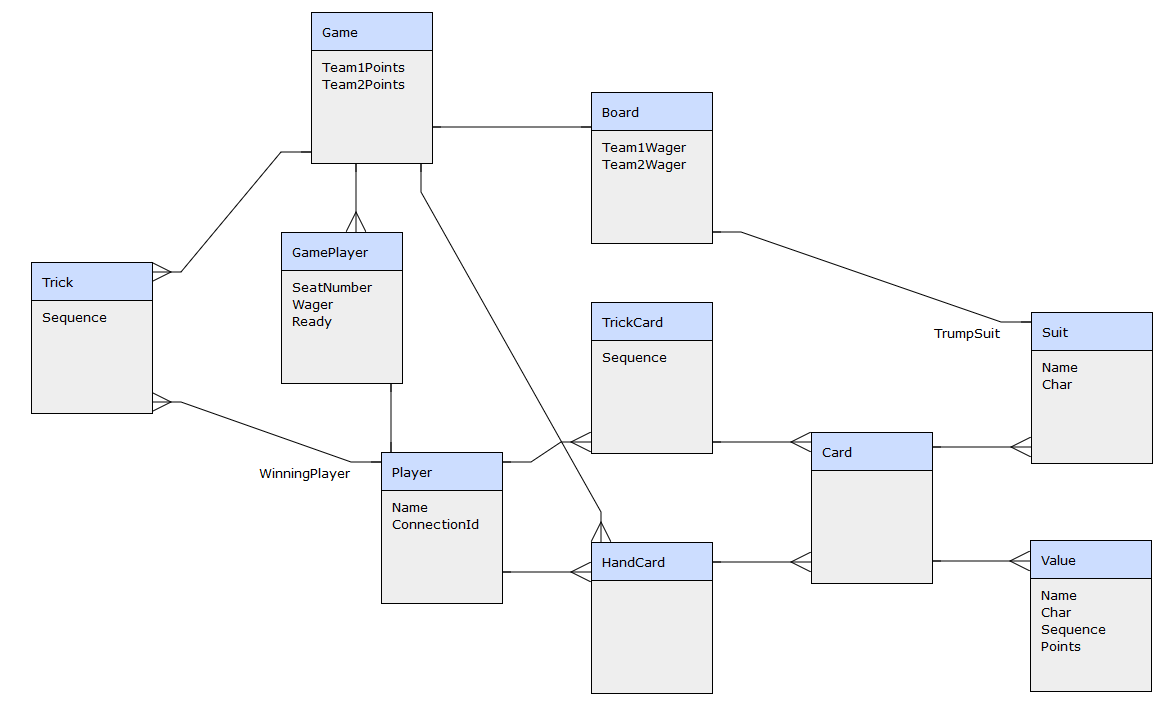 Game
Team1Points
Team2Points
Board
Team1Wager
Team2Wager
GamePlayer
SeatNumber
Wager
Ready
Trick
Sequence
TrickCard
Sequence
TrumpSuit
Suit
Name
Char
WinningPlayer
Player
Name
ConnectionId
Card
HandCard
Value
Name
Char
Sequence
Points